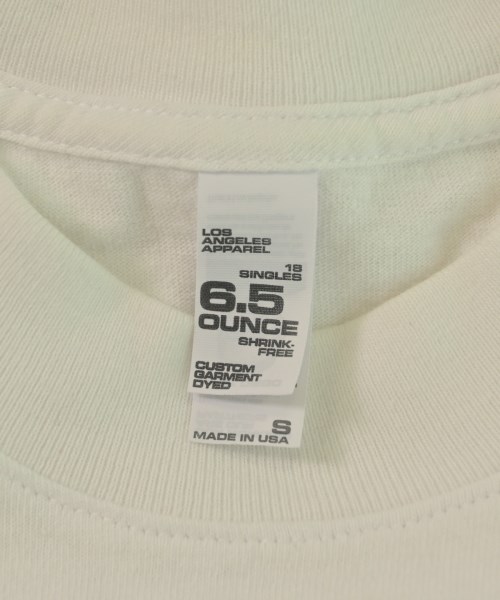 LOS
ANGELES
APPAREL
18
SINGLES
6.5
OUNCE
SHRINK-
FREE
CUSTOM
GARMENT
DYED
S
MADE IN USA